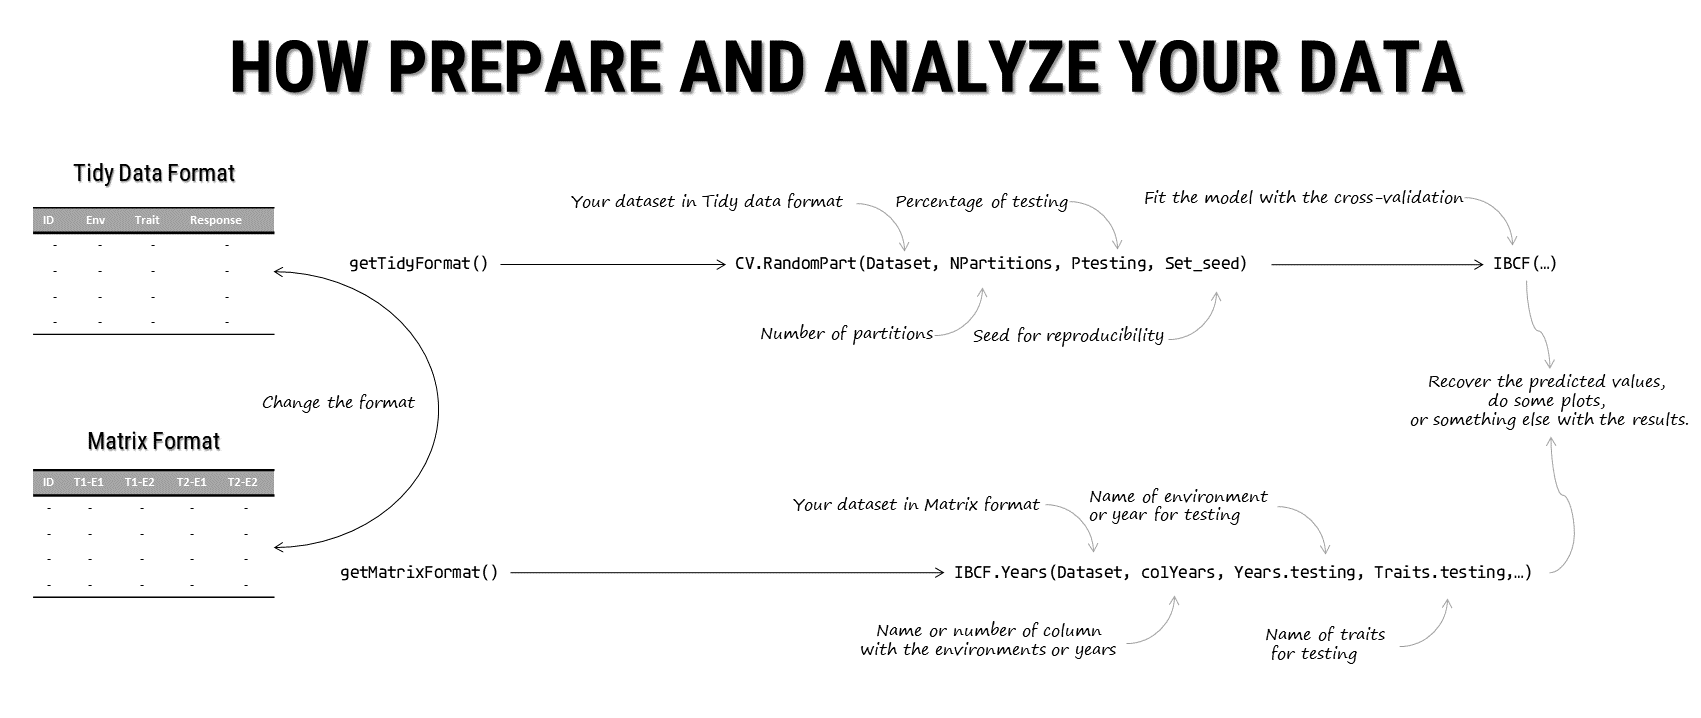 HOW PREPARE AND ANALYZE YOUR DATA
Tidy Data Format
ID Env Trait Response
- - - -
- - - -
- - - -
- - - -
Your dataset in Tidy data format
Percentage of testing
Fit the model with the cross-validation
getTidyFormat()
CV.RandomPart(Dataset, NPartitions, Ptesting, Set_seed)
IBCF(…)
Number of partitions
Seed for reproducibility
Change the format
Recover the predicted values,
do some plots,
or something else with the results.
Matrix Format
ID T1-E1 T1-E2 T2-E1 T2-E2
- - - - -
- - - - -
- - - - -
- - - - -
Your dataset in Matrix format
Name of environment
or year for testing
getMatrixFormat()
IBCF.Years(Dataset, colYears, Years.testing, Traits.testing,…)
Name or number of column
with the environments or years
Name of traits
for testing